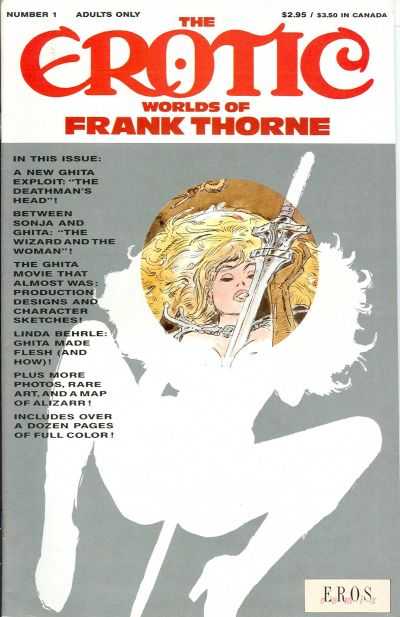 NUMBER 1 ADULTS ONLY $2.95 / $3.50 IN CANADA
THE
EROTIC
WORLDS OF
FRANK THORNE
IN THIS ISSUE:
A NEW GHITA
EXPLOIT: "THE
DEATHMAN'S
HEAD"!
BETWEEN
SONJA AND
GHITA: "THE
WIZARD AND THE
WOMAN"!
THE GHITA
MOVIE THAT
ALMOST WAS:
PRODUCTION
DESIGNS AND
CHARACTER
SKETCHES!
LINDA BEHRLE:
GHITA MADE
FLESH (AND
HOW)!
PLUS MORE
PHOTOS, RARE
ART, AND A MAP
OF ALIZARR!
INCLUDES OVER
A DOZEN PAGES
OF FULL COLOR!
EROS